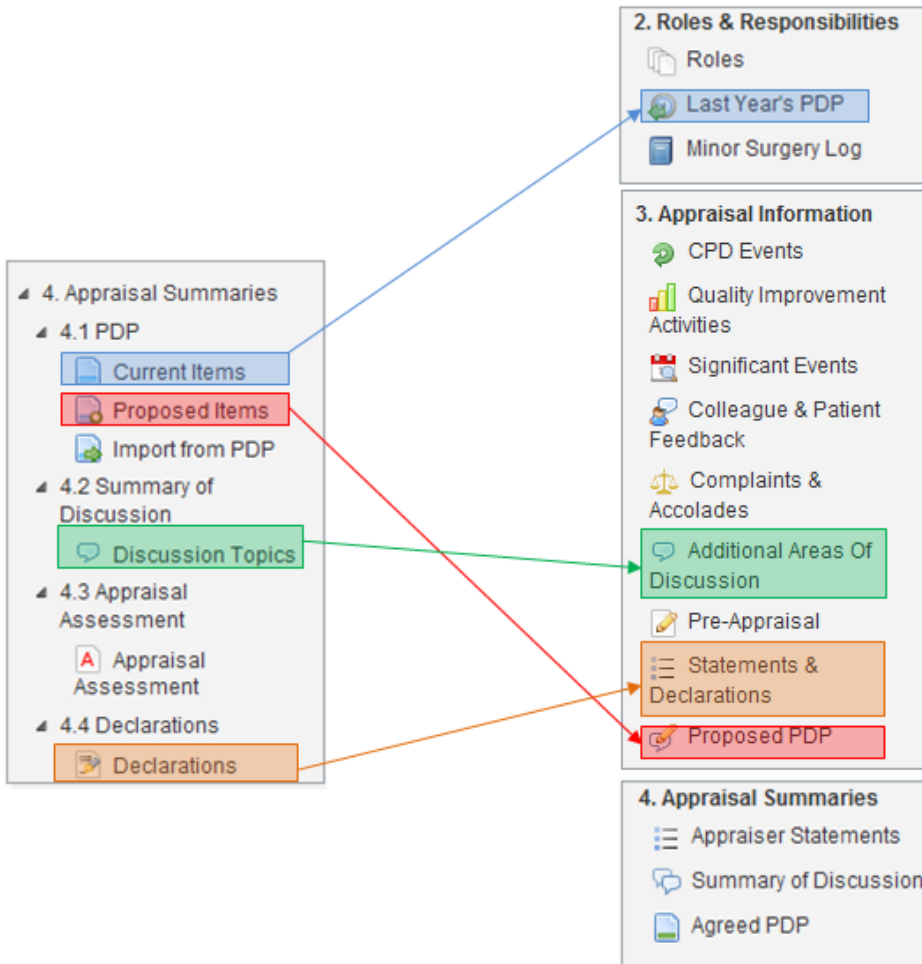 4. Appraisal Summaries
4.1 PDP
Current Items
Proposed Items
Import from PDP
4.2 Summary of
Discussion
Discussion Topics
4.3 Appraisal
Assessment
Appraisal
Assessment
4.4 Declarations
Declarations
2. Roles & Responsibilities
Roles
Last Year's PDP
Minor Surgery Log
3. Appraisal Information
CPD Events
Quality Improvement
Activities
Significant Events
Colleague & Patient
Feedback
Complaints &
Accolades
Additional Areas Of
Discussion
Pre-Appraisal
Statements &
Declarations
Proposed PDP
4. Appraisal Summaries
Appraiser Statements
Summary of Discussion
Agreed PDP